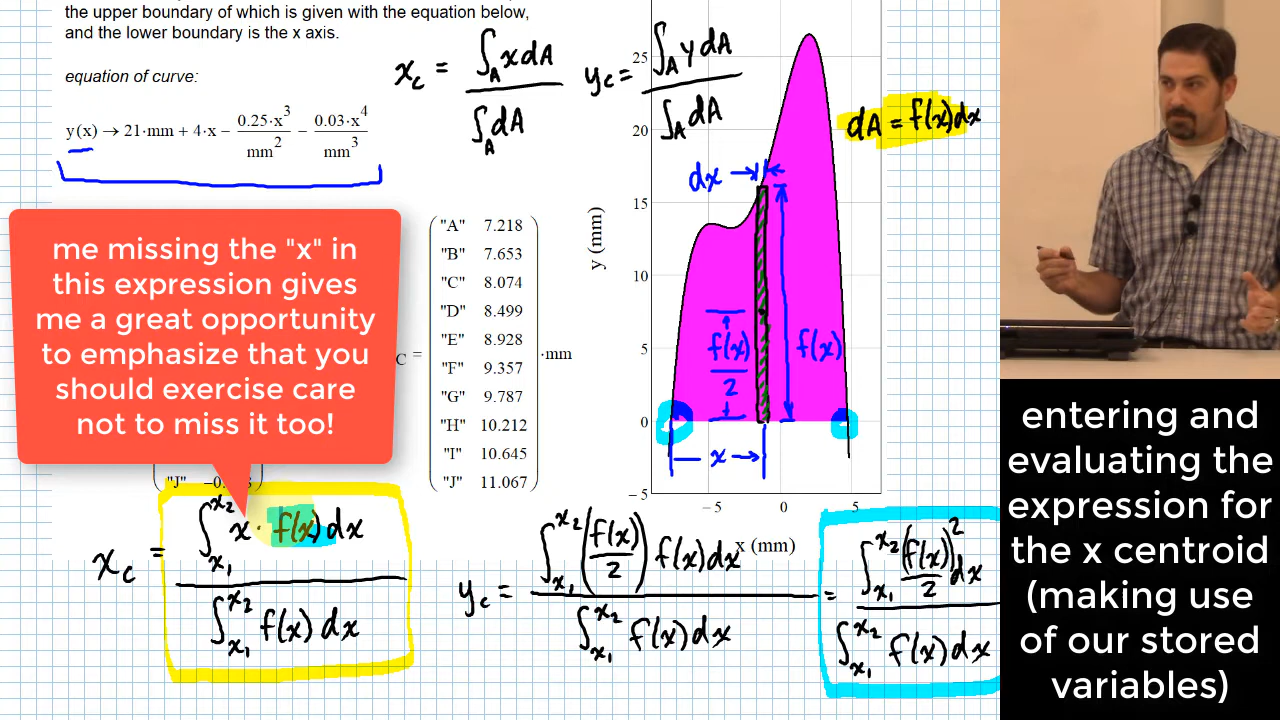 the upper boundary of which is given with the equation below,
and the lower boundary is the x axis.
equation of curve:
y(x) → 21·mm + 4·x − 0.25·x³/mm² − 0.03·x⁴/mm³
x_c = ∫_A x dA / ∫_A dA
y_c = ∫_A y dA / ∫_A dA
dA = f(x)dx
me missing the "x" in
this expression gives
me a great opportunity
to emphasize that you
should exercise care
not to miss it too!
"A" 7.218
"B" 7.653
"C" 8.074
"D" 8.499
"E" 8.928
"F" 9.357
"G" 9.787
"H" 10.212
"I" 10.645
"J" 11.067
C = ·mm
"J"
25
20
15
10
5
0
−5
y (mm)
dx
f(x)/2
f(x)
x
−5 0 5
x (mm)
x_c = ∫_{x₁}^{x₂} x · f(x) dx / ∫_{x₁}^{x₂} f(x) dx
y_c = ∫_{x₁}^{x₂} (f(x)/2) f(x)dx / ∫_{x₁}^{x₂} f(x)dx = ∫_{x₁}^{x₂} (f(x))²/2 dx / ∫_{x₁}^{x₂} f(x)dx
entering and
evaluating the
expression for
the x centroid
(making use
of our stored
variables)